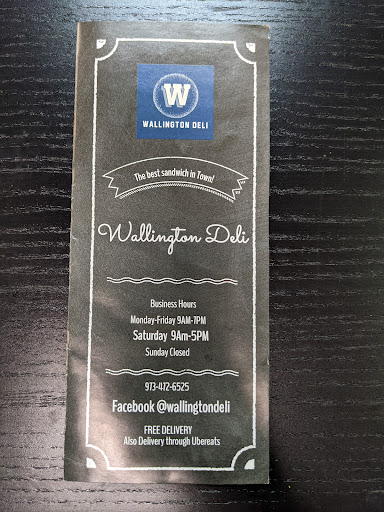 W
WALLINGTON DELI
The best sandwich in Town!
Wallington Deli
Business Hours
Monday-Friday 9AM-7PM
Saturday 9Am-5PM
Sunday Closed
973-472-6525
Facebook @wallingtondeli
FREE DELIVERY
Also Delivery through Ubereats